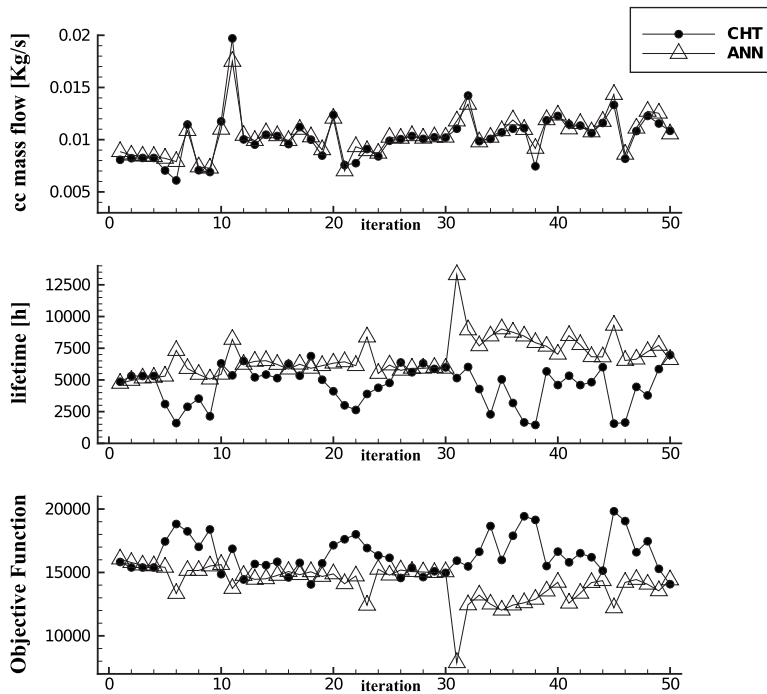 CHT
ANN
cc mass flow [Kg/s]
0.02
0.015
0.01
0.005
0 10 20 30 40 50
iteration
lifetime [h]
12500
10000
7500
5000
2500
0
0 10 20 30 40 50
iteration
Objective Function
20000
15000
10000
0 10 20 30 40 50
iteration